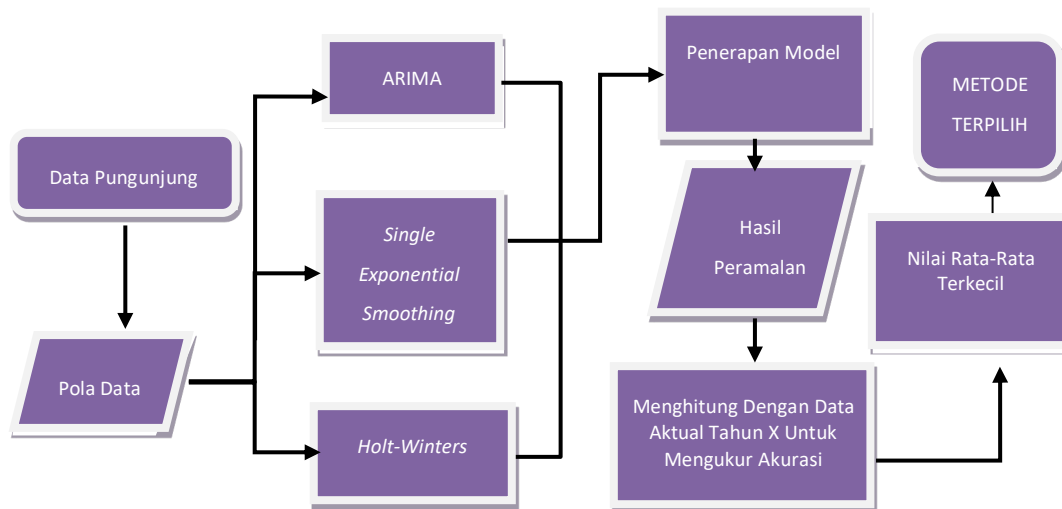 Data Pungunjung
Pola Data
ARIMA
Single
Exponential
Smoothing
Holt-Winters
Penerapan Model
Hasil
Peramalan
Menghitung Dengan Data
Aktual Tahun X Untuk
Mengukur Akurasi
Nilai Rata-Rata
Terkecil
METODE
TERPILIH